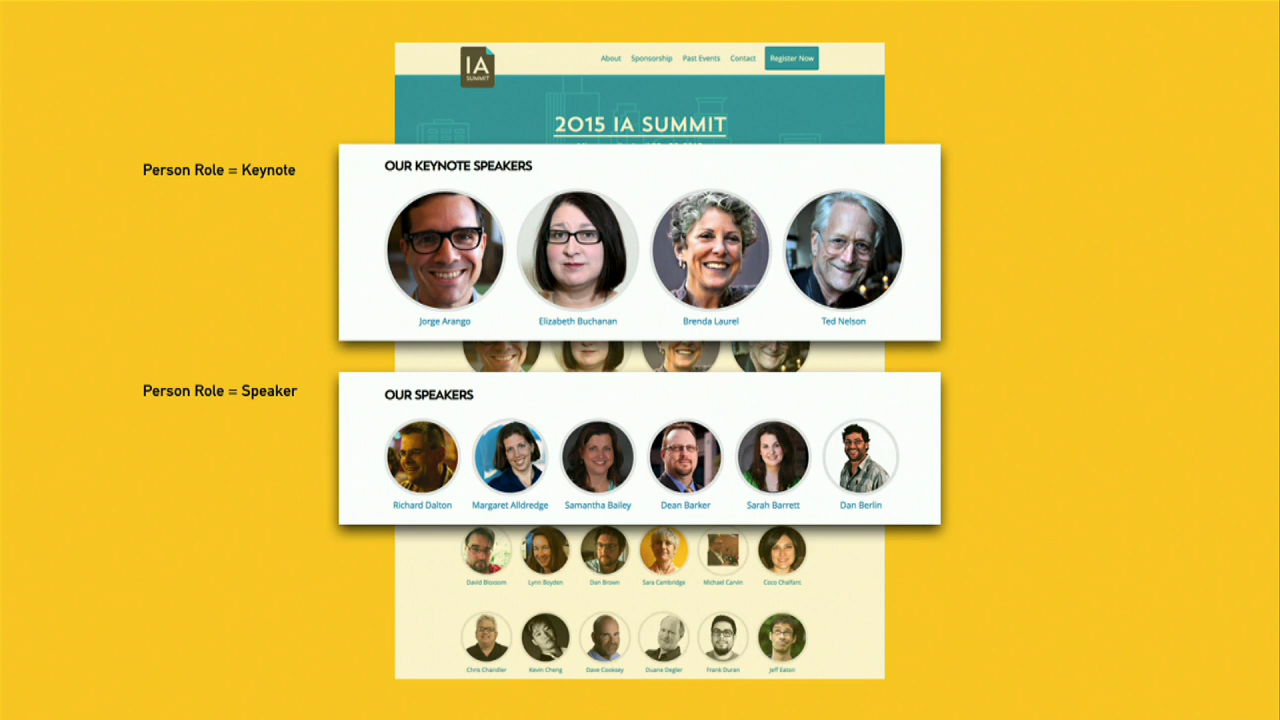 IA
SUMMIT
About Sponsorship Past Events Contact Register Now
2015 IA SUMMIT
Person Role = Keynote
OUR KEYNOTE SPEAKERS
Jorge Arango Elizabeth Buchanan Brenda Laurel Ted Nelson
Person Role = Speaker
OUR SPEAKERS
Richard Dalton Margaret Alldredge Samantha Bailey Dean Barker Sarah Barrett Dan Berlin
David Bloxsom Lynn Boyden Dan Brown Sara Cambridge Michael Carvin Coco Chalfant
Chris Chandler Kevin Cheng Dave Cooksey Duane Degler Frank Duran Jeff Eaton